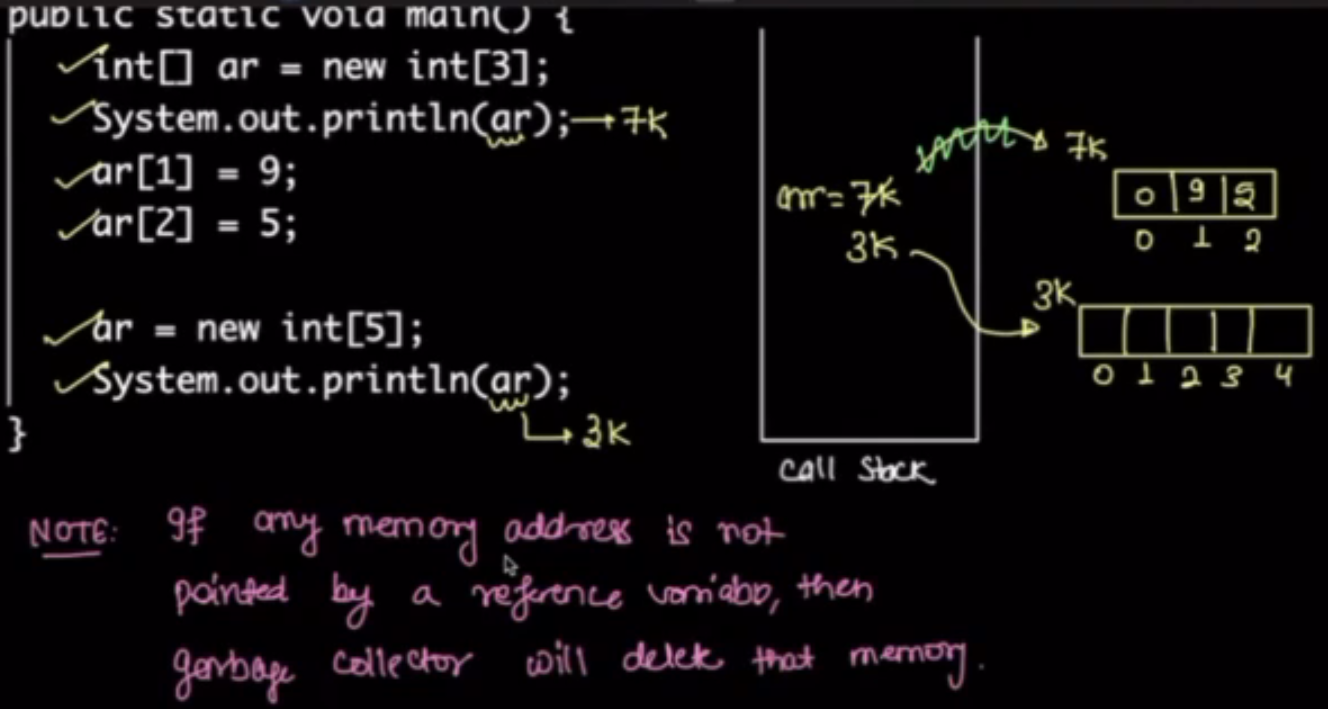 public static void main() {
int[] ar = new int[3];
System.out.println(ar); → 7K
ar[1] = 9;
ar[2] = 5;
ar = new int[5];
System.out.println(ar);
→ 3K
}
7K
ar = 7K
0 9 5
0 1 2
3K
3K
0 1 2 3 4
Call Stack
NOTE: If any memory address is not
pointed by a reference variable, then
garbage collector will delete that memory.